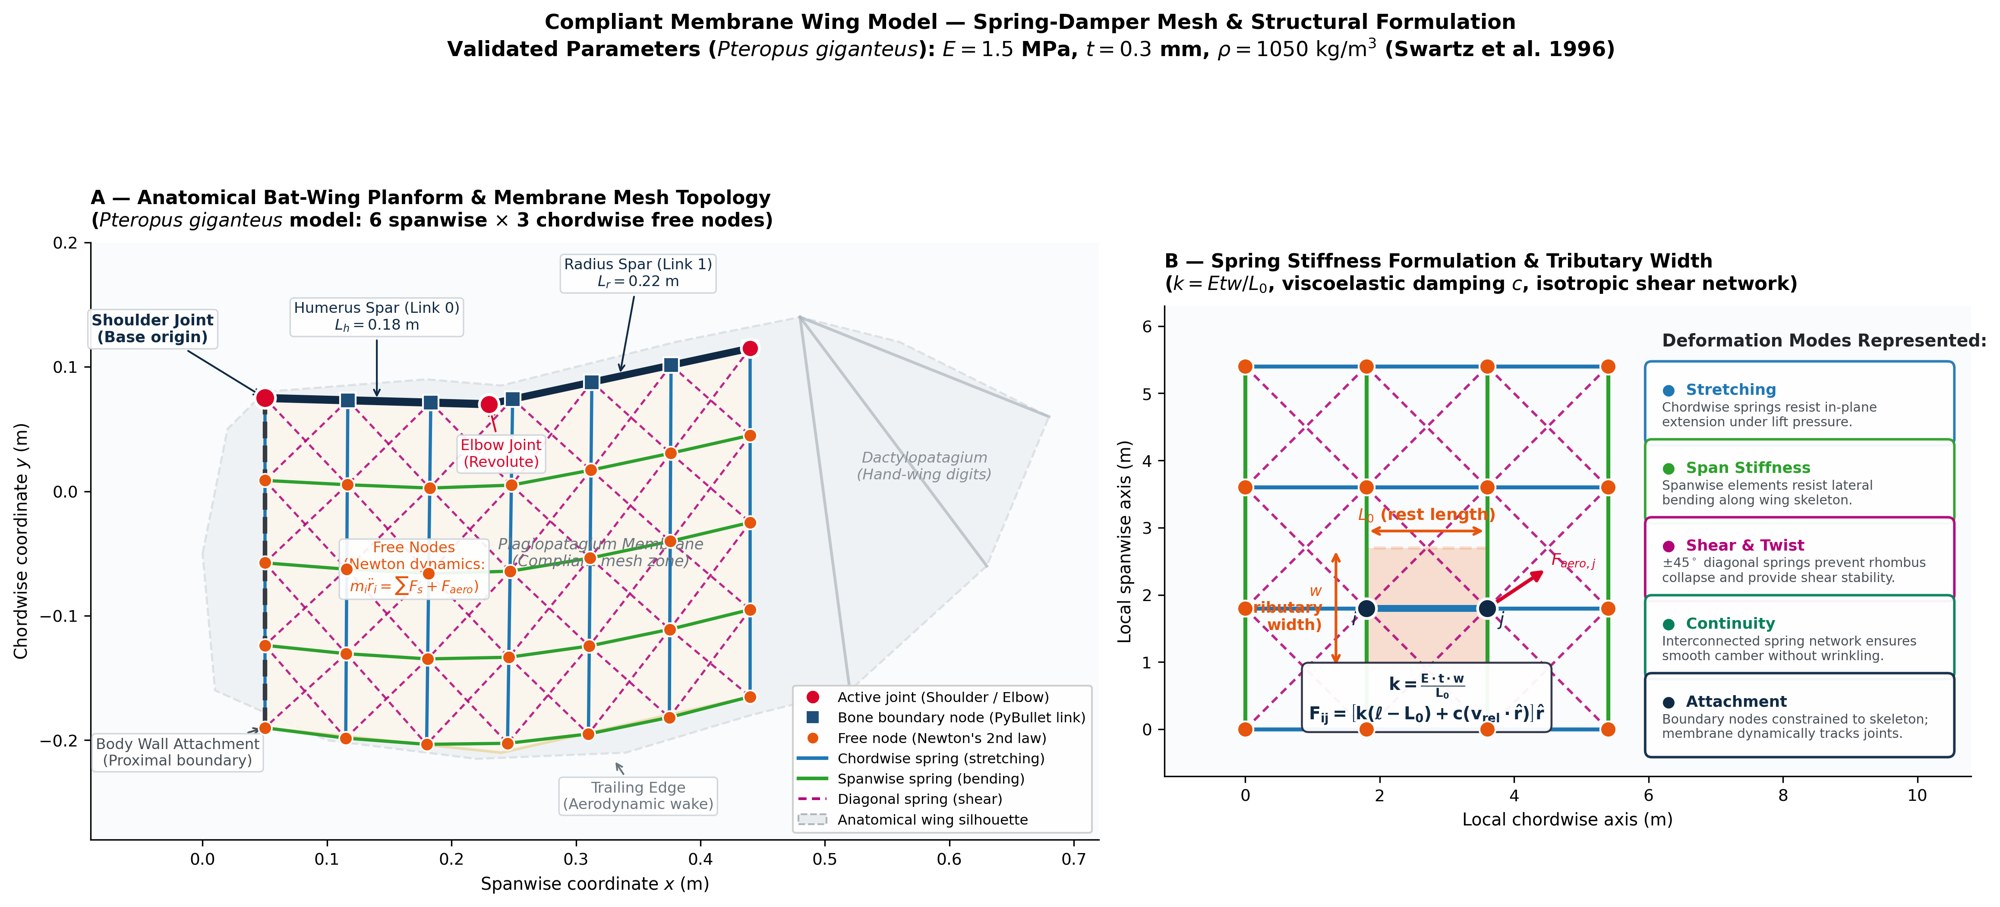 Compliant Membrane Wing Model — Spring-Damper Mesh & Structural Formulation
Validated Parameters (Pteropus giganteus): E = 1.5 MPa, t = 0.3 mm, ρ = 1050 kg/m³ (Swartz et al. 1996)
A — Anatomical Bat-Wing Planform & Membrane Mesh Topology
(Pteropus giganteus model: 6 spanwise × 3 chordwise free nodes)
Chordwise coordinate y (m)
0.2
0.1
0.0
−0.1
−0.2
Radius Spar (Link 1)
L_r = 0.22 m
Humerus Spar (Link 0)
L_h = 0.18 m
Shoulder Joint
(Base origin)
Elbow Joint
(Revolute)
Dactylopatagium
(Hand-wing digits)
Plagiopatagium Membrane
(Compliant mesh zone)
Free Nodes
(Newton dynamics:
m_i r̈_i = ∑F_s + F_aero)
Body Wall Attachment
(Proximal boundary)
Trailing Edge
(Aerodynamic wake)
Active joint (Shoulder / Elbow)
Bone boundary node (PyBullet link)
Free node (Newton's 2nd law)
Chordwise spring (stretching)
Spanwise spring (bending)
Diagonal spring (shear)
Anatomical wing silhouette
0.0 0.1 0.2 0.3 0.4 0.5 0.6 0.7
Spanwise coordinate x (m)
B — Spring Stiffness Formulation & Tributary Width
(k = Etw/L₀, viscoelastic damping c, isotropic shear network)
Local spanwise axis (m)
6
5
4
3
2
1
0
L₀ (rest length)
F_aero,j
w
ributary
width)
i
j
k = E · t · w / L₀
F_ij = [k(ℓ − L₀) + c(v_rel · r̂)]r̂
0 2 4 6 8 10
Local chordwise axis (m)
Deformation Modes Represented:
● Stretching
Chordwise springs resist in-plane
extension under lift pressure.
● Span Stiffness
Spanwise elements resist lateral
bending along wing skeleton.
● Shear & Twist
±45° diagonal springs prevent rhombus
collapse and provide shear stability.
● Continuity
Interconnected spring network ensures
smooth camber without wrinkling.
● Attachment
Boundary nodes constrained to skeleton;
membrane dynamically tracks joints.